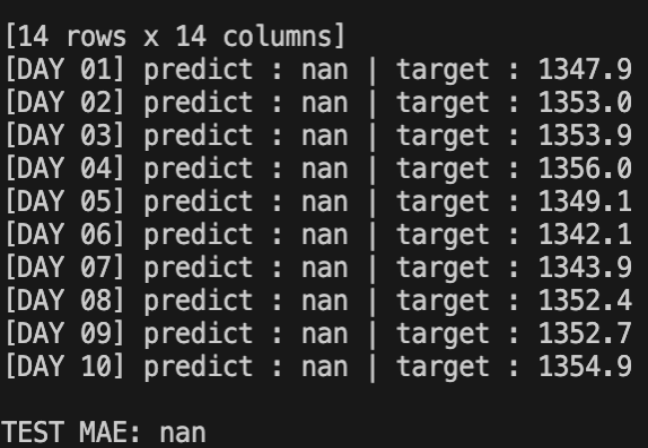 [14 rows x 14 columns]
[DAY 01] predict : nan | target : 1347.9
[DAY 02] predict : nan | target : 1353.0
[DAY 03] predict : nan | target : 1353.9
[DAY 04] predict : nan | target : 1356.0
[DAY 05] predict : nan | target : 1349.1
[DAY 06] predict : nan | target : 1342.1
[DAY 07] predict : nan | target : 1343.9
[DAY 08] predict : nan | target : 1352.4
[DAY 09] predict : nan | target : 1352.7
[DAY 10] predict : nan | target : 1354.9
TEST MAE: nan